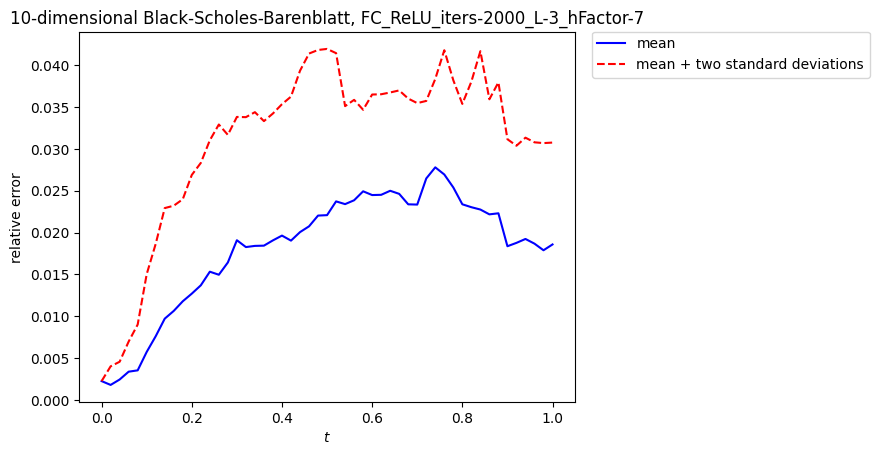 10-dimensional Black-Scholes-Barenblatt, FC_ReLU_iters-2000_L-3_hFactor-7
mean
mean + two standard deviations
relative error
0.040
0.035
0.030
0.025
0.020
0.015
0.010
0.005
0.000
0.0 0.2 0.4 0.6 0.8 1.0
t